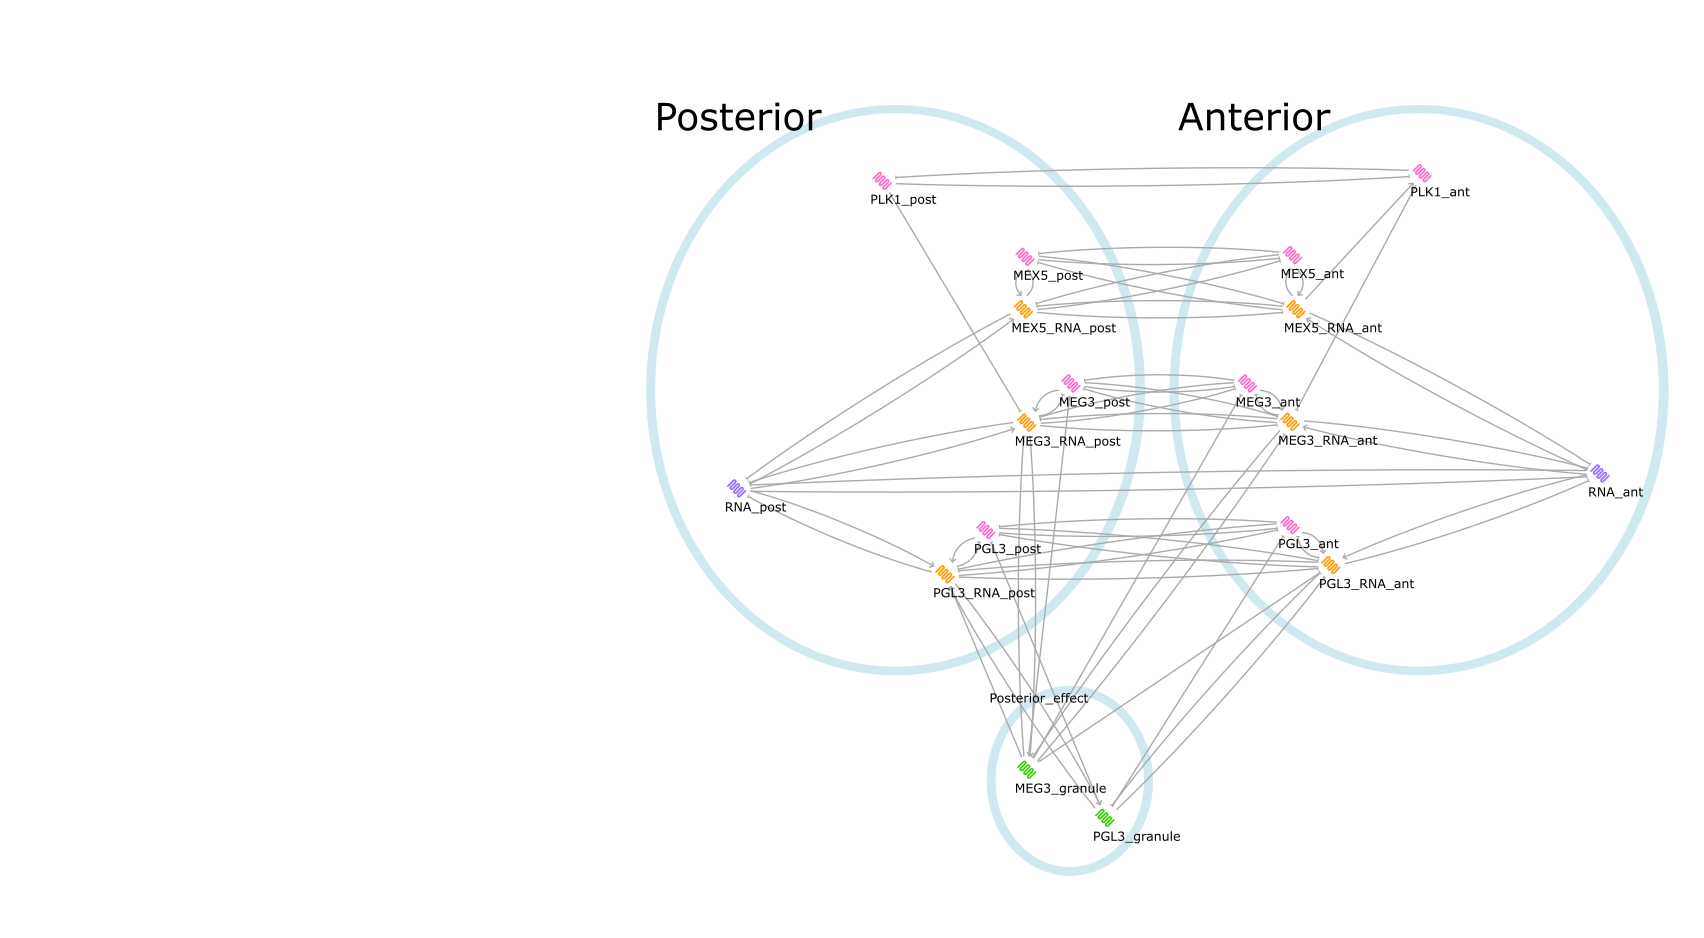 Posterior
Anterior
PLK1_post
PLK1_ant
MEX5_post
MEX5_ant
MEX5_RNA_post
MEX5_RNA_ant
MEG3_post
MEG3_ant
MEG3_RNA_post
MEG3_RNA_ant
RNA_post
RNA_ant
PGL3_post
PGL3_ant
PGL3_RNA_post
PGL3_RNA_ant
Posterior_effect
MEG3_granule
PGL3_granule